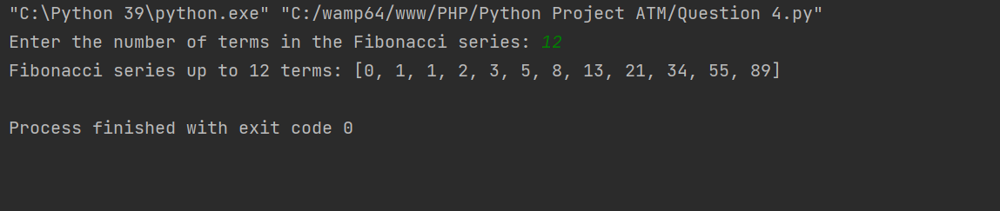 "C:\Python 39\python.exe" "C:/wamp64/www/PHP/Python Project ATM/Question 4.py"
Enter the number of terms in the Fibonacci series: 12
Fibonacci series up to 12 terms: [0, 1, 1, 2, 3, 5, 8, 13, 21, 34, 55, 89]
Process finished with exit code 0